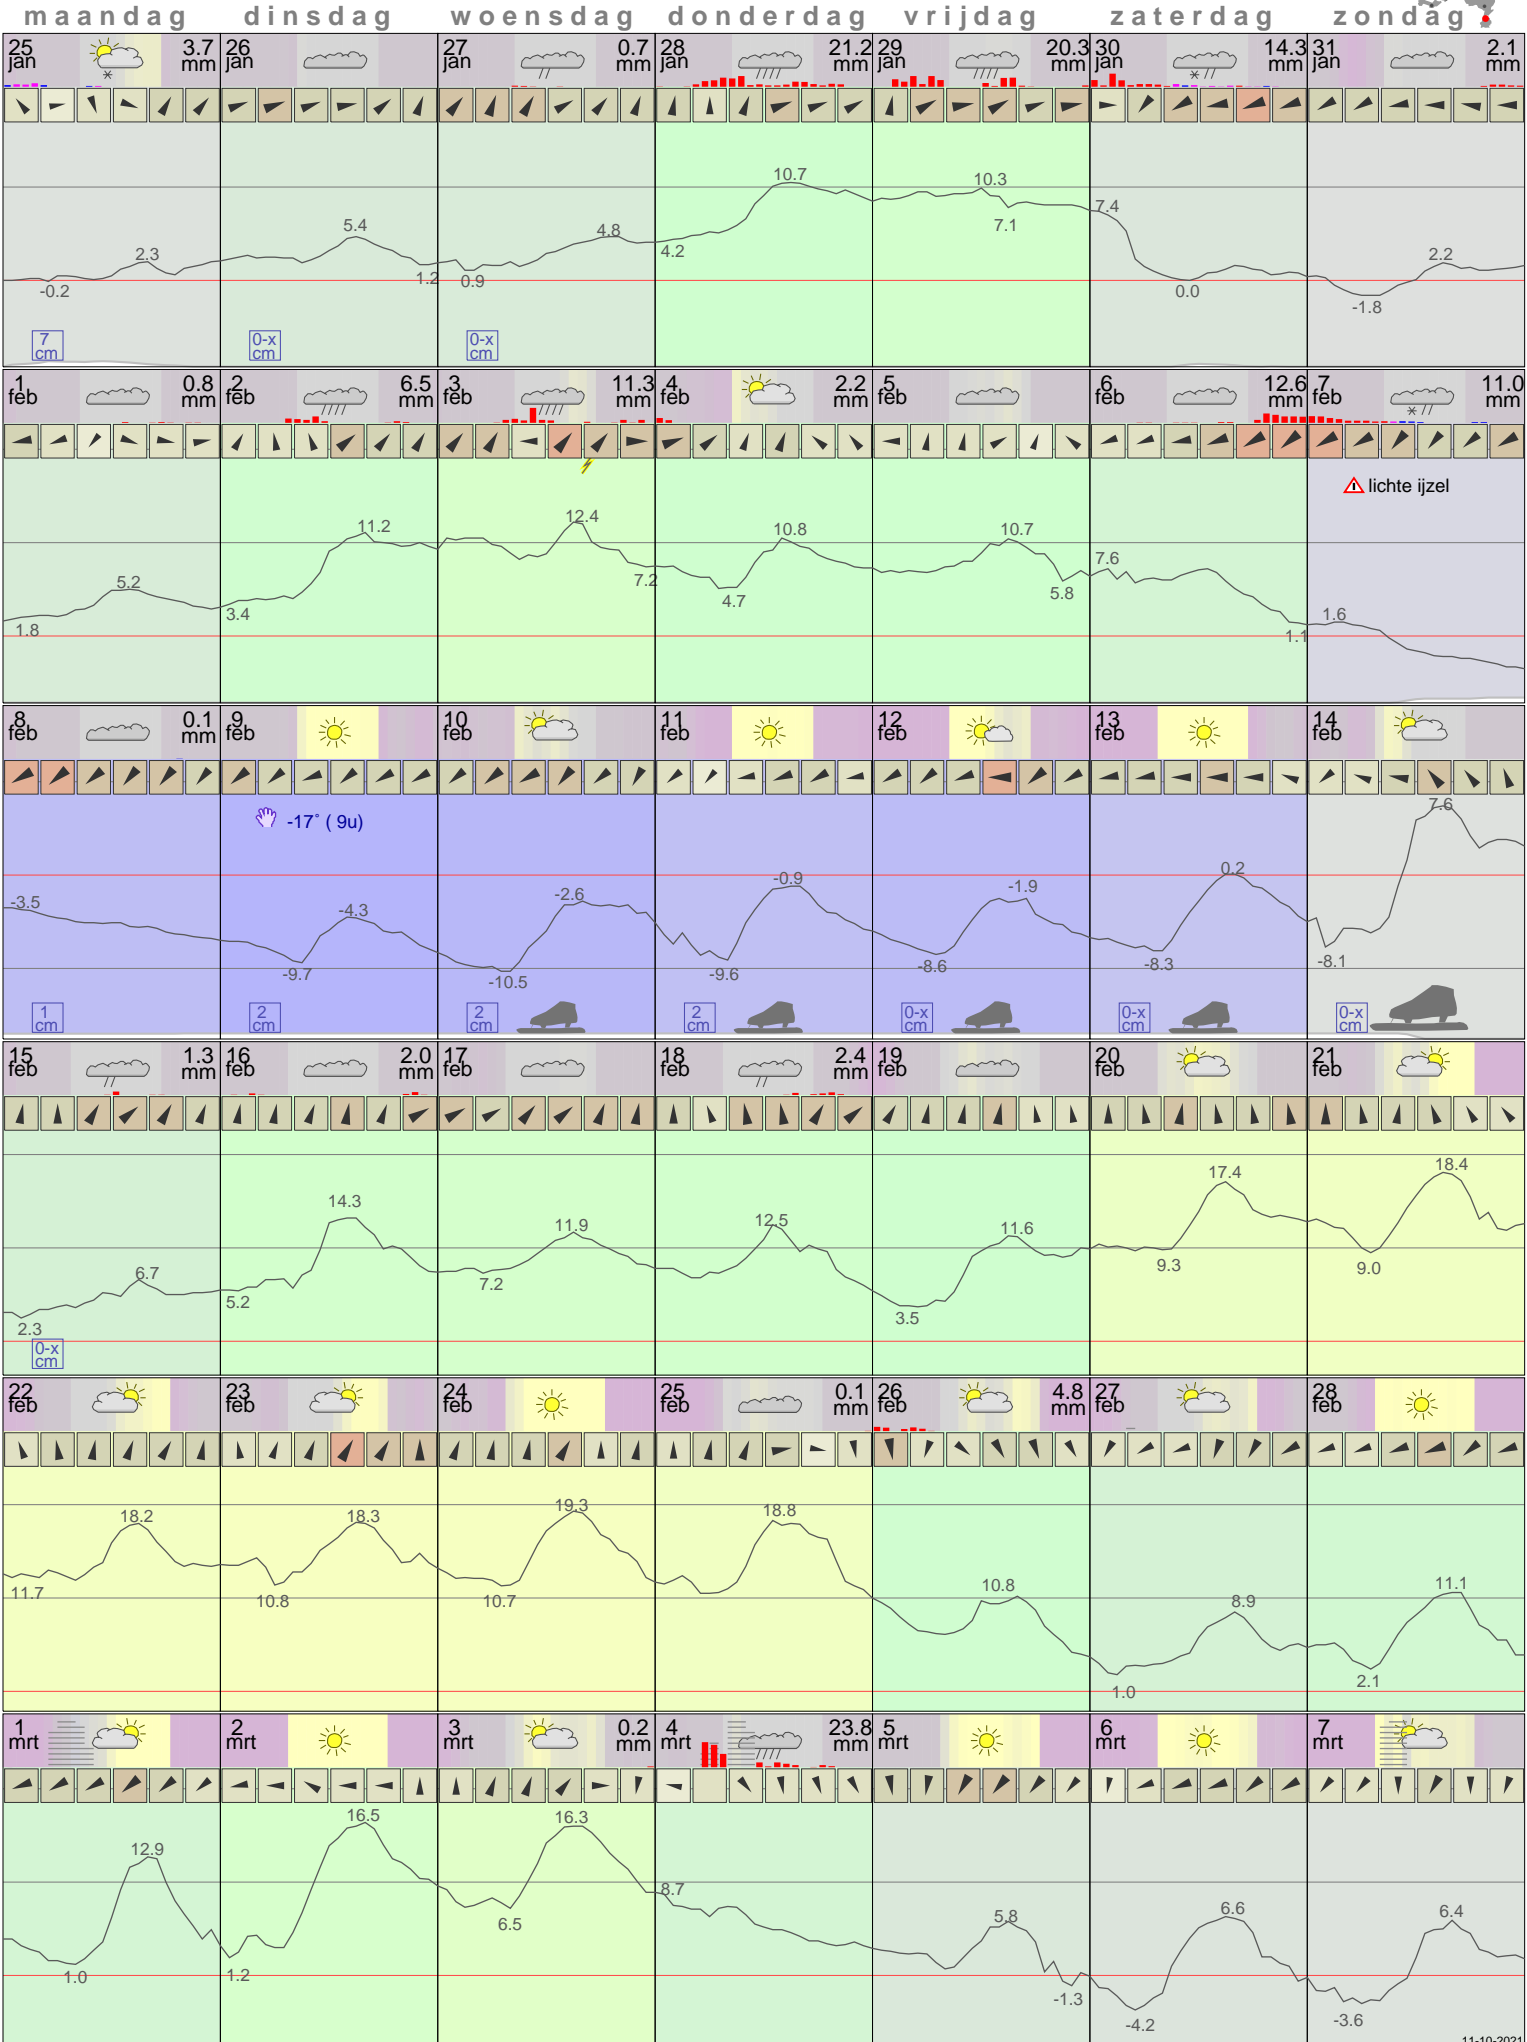 maandag dinsdag woensdag donderdag vrijdag zaterdag zondag
25 jan 3.7 mm
26 jan
27 jan 0.7 mm
28 jan 21.2 mm
29 jan 20.3 mm
30 jan 14.3 mm
31 jan 2.1 mm
-0.2 2.3 5.4 1.2 0.9 4.8 4.2 10.7 10.3 7.1 7.4 0.0 -1.8 2.2
7 cm
0-x cm
0-x cm
1 feb 0.8 mm
2 feb 6.5 mm
3 feb 11.3 mm
4 feb 2.2 mm
5 feb
6 feb 12.6 mm
7 feb 11.0 mm
lichte ijzel
1.8 5.2 3.4 11.2 12.4 7.2 4.7 10.8 10.7 5.8 7.6 1.1 1.6
8 feb 0.1 mm
9 feb
10 feb
11 feb
12 feb
13 feb
14 feb
-17° ( 9u)
-3.5 -9.7 -4.3 -10.5 -2.6 -9.6 -0.9 -8.6 -1.9 -8.3 0.2 -8.1 7.6
1 cm
2 cm
2 cm
2 cm
0-x cm
0-x cm
0-x cm
15 feb 1.3 mm
16 feb 2.0 mm
17 feb
18 feb 2.4 mm
19 feb
20 feb
21 feb
2.3 6.7 5.2 14.3 7.2 11.9 12.5 3.5 11.6 9.3 17.4 9.0 18.4
0-x cm
22 feb
23 feb
24 feb
25 feb 0.1 mm
26 feb 4.8 mm
27 feb
28 feb
11.7 18.2 10.8 18.3 10.7 19.3 18.8 10.8 1.0 8.9 2.1 11.1
1 mrt
2 mrt
3 mrt 0.2 mm
4 mrt 23.8 mm
5 mrt
6 mrt
7 mrt
1.0 12.9 1.2 16.5 6.5 16.3 8.7 5.8 -1.3 -4.2 6.6 -3.6 6.4
11-10-2021